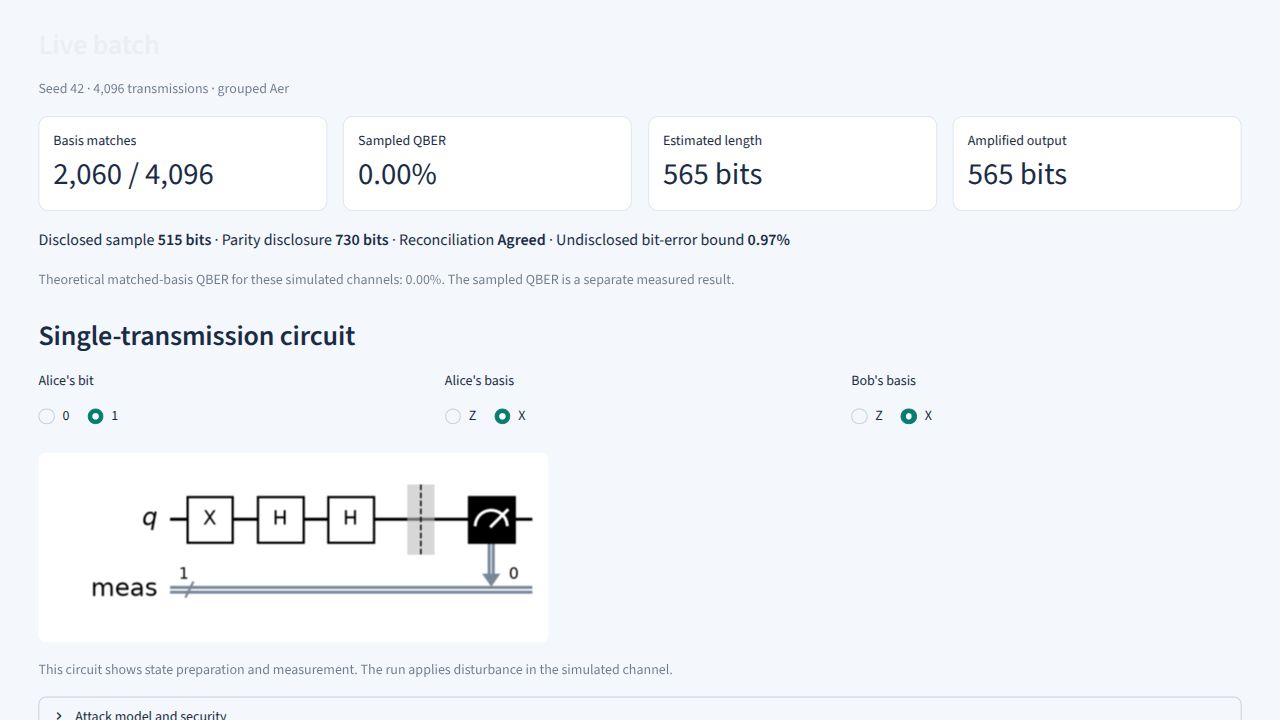 Live batch
Seed 42 · 4,096 transmissions · grouped Aer
Basis matches
2,060 / 4,096
Sampled QBER
0.00%
Estimated length
565 bits
Amplified output
565 bits
Disclosed sample 515 bits · Parity disclosure 730 bits · Reconciliation Agreed · Undisclosed bit-error bound 0.97%
Theoretical matched-basis QBER for these simulated channels: 0.00%. The sampled QBER is a separate measured result.
Single-transmission circuit
Alice's bit
0 1
Alice's basis
Z X
Bob's basis
Z X
q X H H
meas 1 0
This circuit shows state preparation and measurement. The run applies disturbance in the simulated channel.
Attack model and security